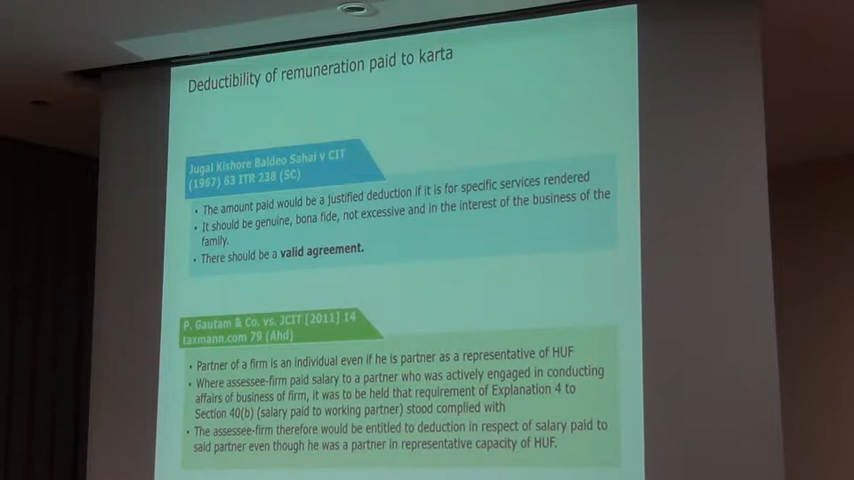 Deductibility of remuneration paid to karta
Jugal Kishore Baldeo Sahai v CIT
(1967) 63 ITR 238 (SC)
• The amount paid would be a justified deduction if it is for specific services rendered
• It should be genuine, bona fide, not excessive and in the interest of the business of the
family.
• There should be a valid agreement.
P. Gautam & Co. vs. JCIT [2011] 14
taxmann.com 79 (Ahd)
• Partner of a firm is an individual even if he is partner as a representative of HUF
• Where assessee-firm paid salary to a partner who was actively engaged in conducting
affairs of business of firm, it was to be held that requirement of Explanation 4 to
Section 40(b) (salary paid to working partner) stood complied with
• The assessee-firm therefore would be entitled to deduction in respect of salary paid to
said partner even though he was a partner in representative capacity of HUF.